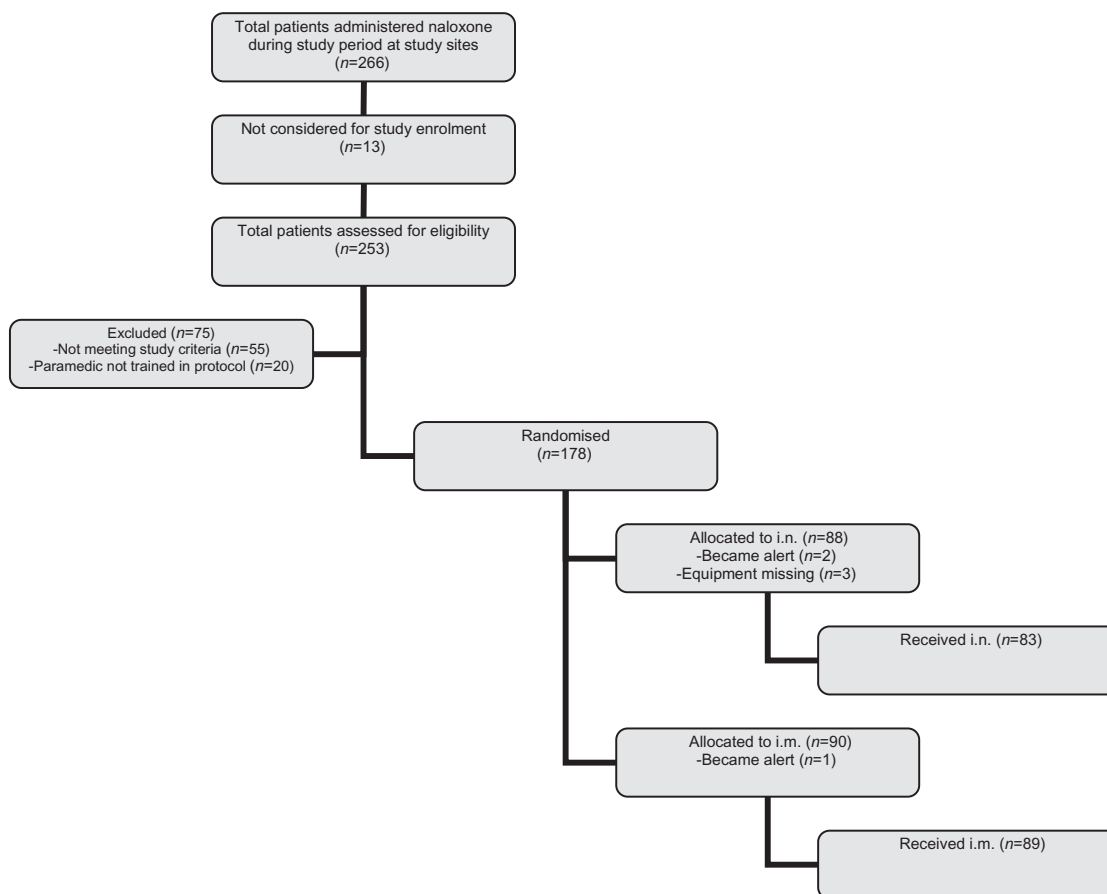 Total patients administered naloxone
during study period at study sites
(n=266)
Not considered for study enrolment
(n=13)
Total patients assessed for eligibility
(n=253)
Excluded (n=75)
-Not meeting study criteria (n=55)
-Paramedic not trained in protocol (n=20)
Randomised
(n=178)
Allocated to i.n. (n=88)
-Became alert (n=2)
-Equipment missing (n=3)
Received i.n. (n=83)
Allocated to i.m. (n=90)
-Became alert (n=1)
Received i.m. (n=89)